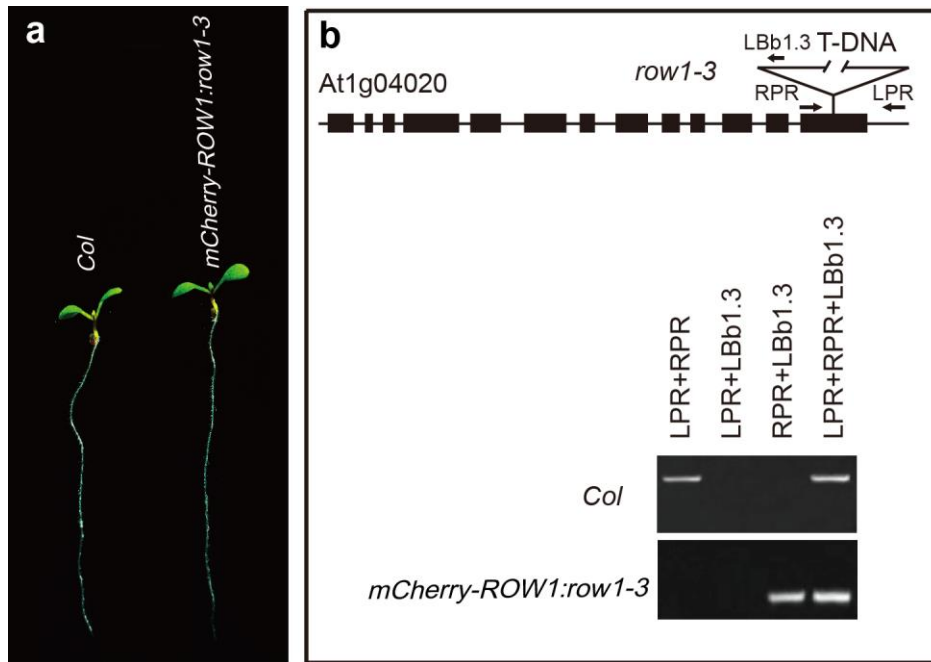 a
Col
mCherry-ROW1:row1-3
b
LBb1.3 T-DNA
row1-3
At1g04020
RPR
LPR
LPR+RPR
LPR+LBb1.3
RPR+LBb1.3
LPR+RPR+LBb1.3
Col
mCherry-ROW1:row1-3